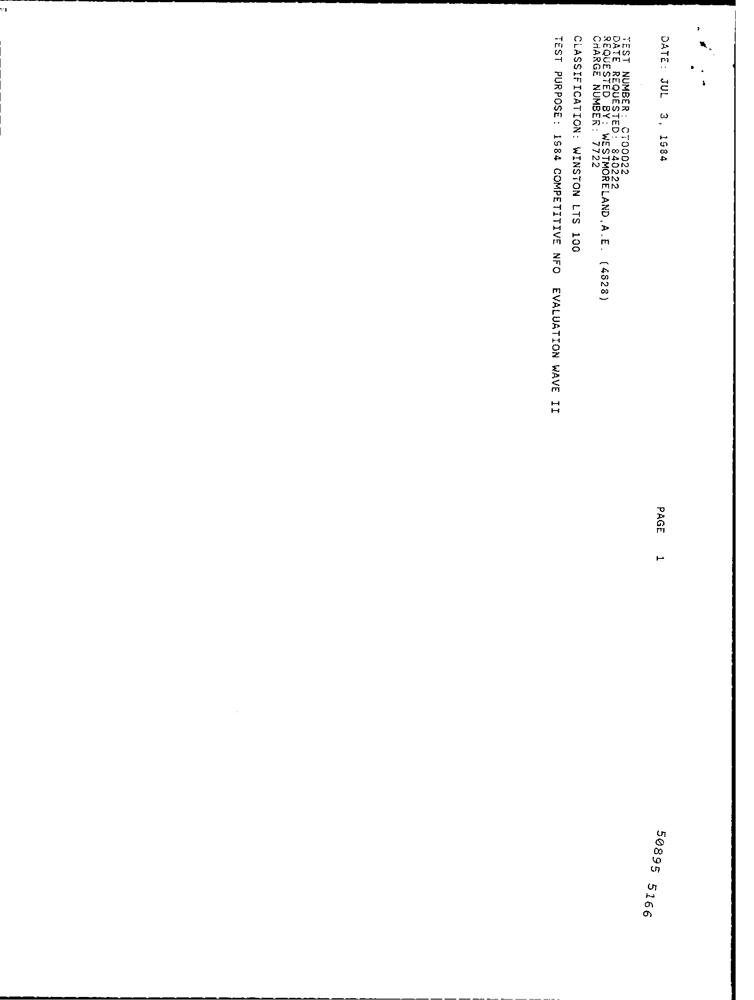 DATE: JUL 3, 1984 PAGE 1
TEST NUMBER: CT00022
DATE REQUESTED: 840222
REQUESTED BY: WESTMORELAND,A.E. (4828)
CHARGE NUMBER: 7722
CLASSIFICATION: WINSTON LTS 100
TEST PURPOSE: 1984 COMPETITIVE NFO EVALUATION WAVE II
50895 5166